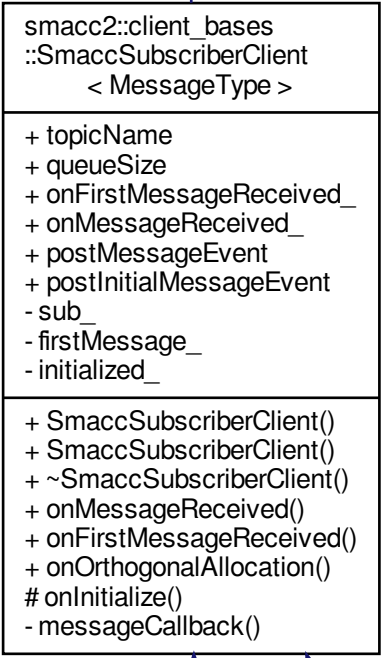 smacc2::client_bases
::SmaccSubscriberClient
< MessageType >
+ topicName
+ queueSize
+ onFirstMessageReceived_
+ onMessageReceived_
+ postMessageEvent
+ postInitialMessageEvent
- sub_
- firstMessage_
- initialized_
+ SmaccSubscriberClient()
+ SmaccSubscriberClient()
+ ~SmaccSubscriberClient()
+ onMessageReceived()
+ onFirstMessageReceived()
+ onOrthogonalAllocation()
# onInitialize()
- messageCallback()